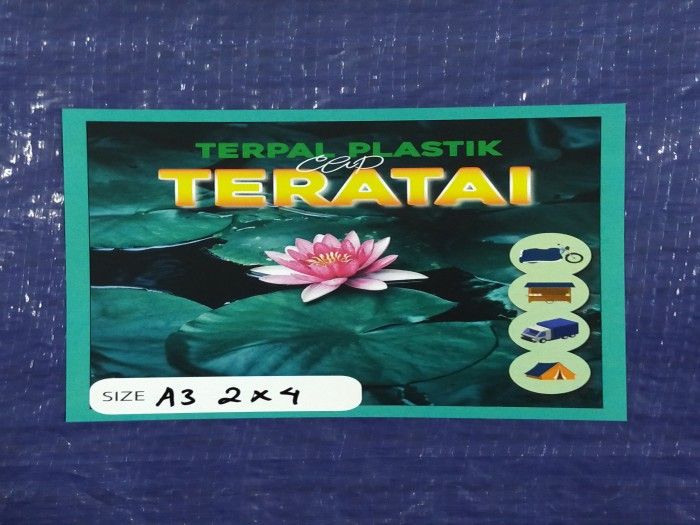 TERPAL PLASTIK
Cap
TERATAI
SIZE A3 2x4